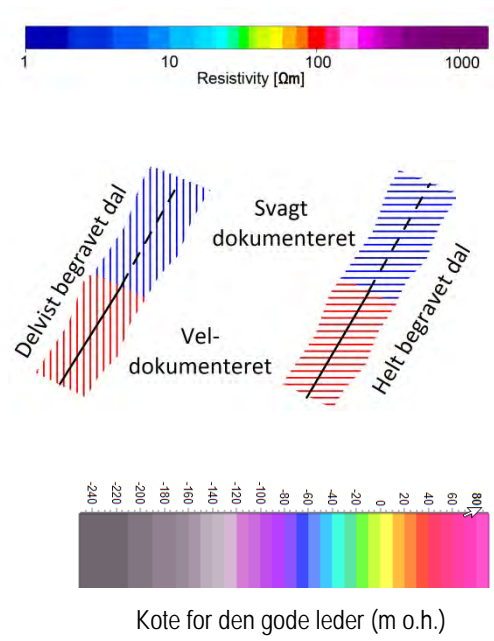 1 10 100 1000
Resistivity [Ωm]
Delvist begravet dal
Svagt
dokumenteret
Vel-
dokumenteret
Helt begravet dal
-240 -220 -200 -180 -160 -140 -120 -100 -80 -60 -40 -20 0 20 40 60 80
Kote for den gode leder (m o.h.)